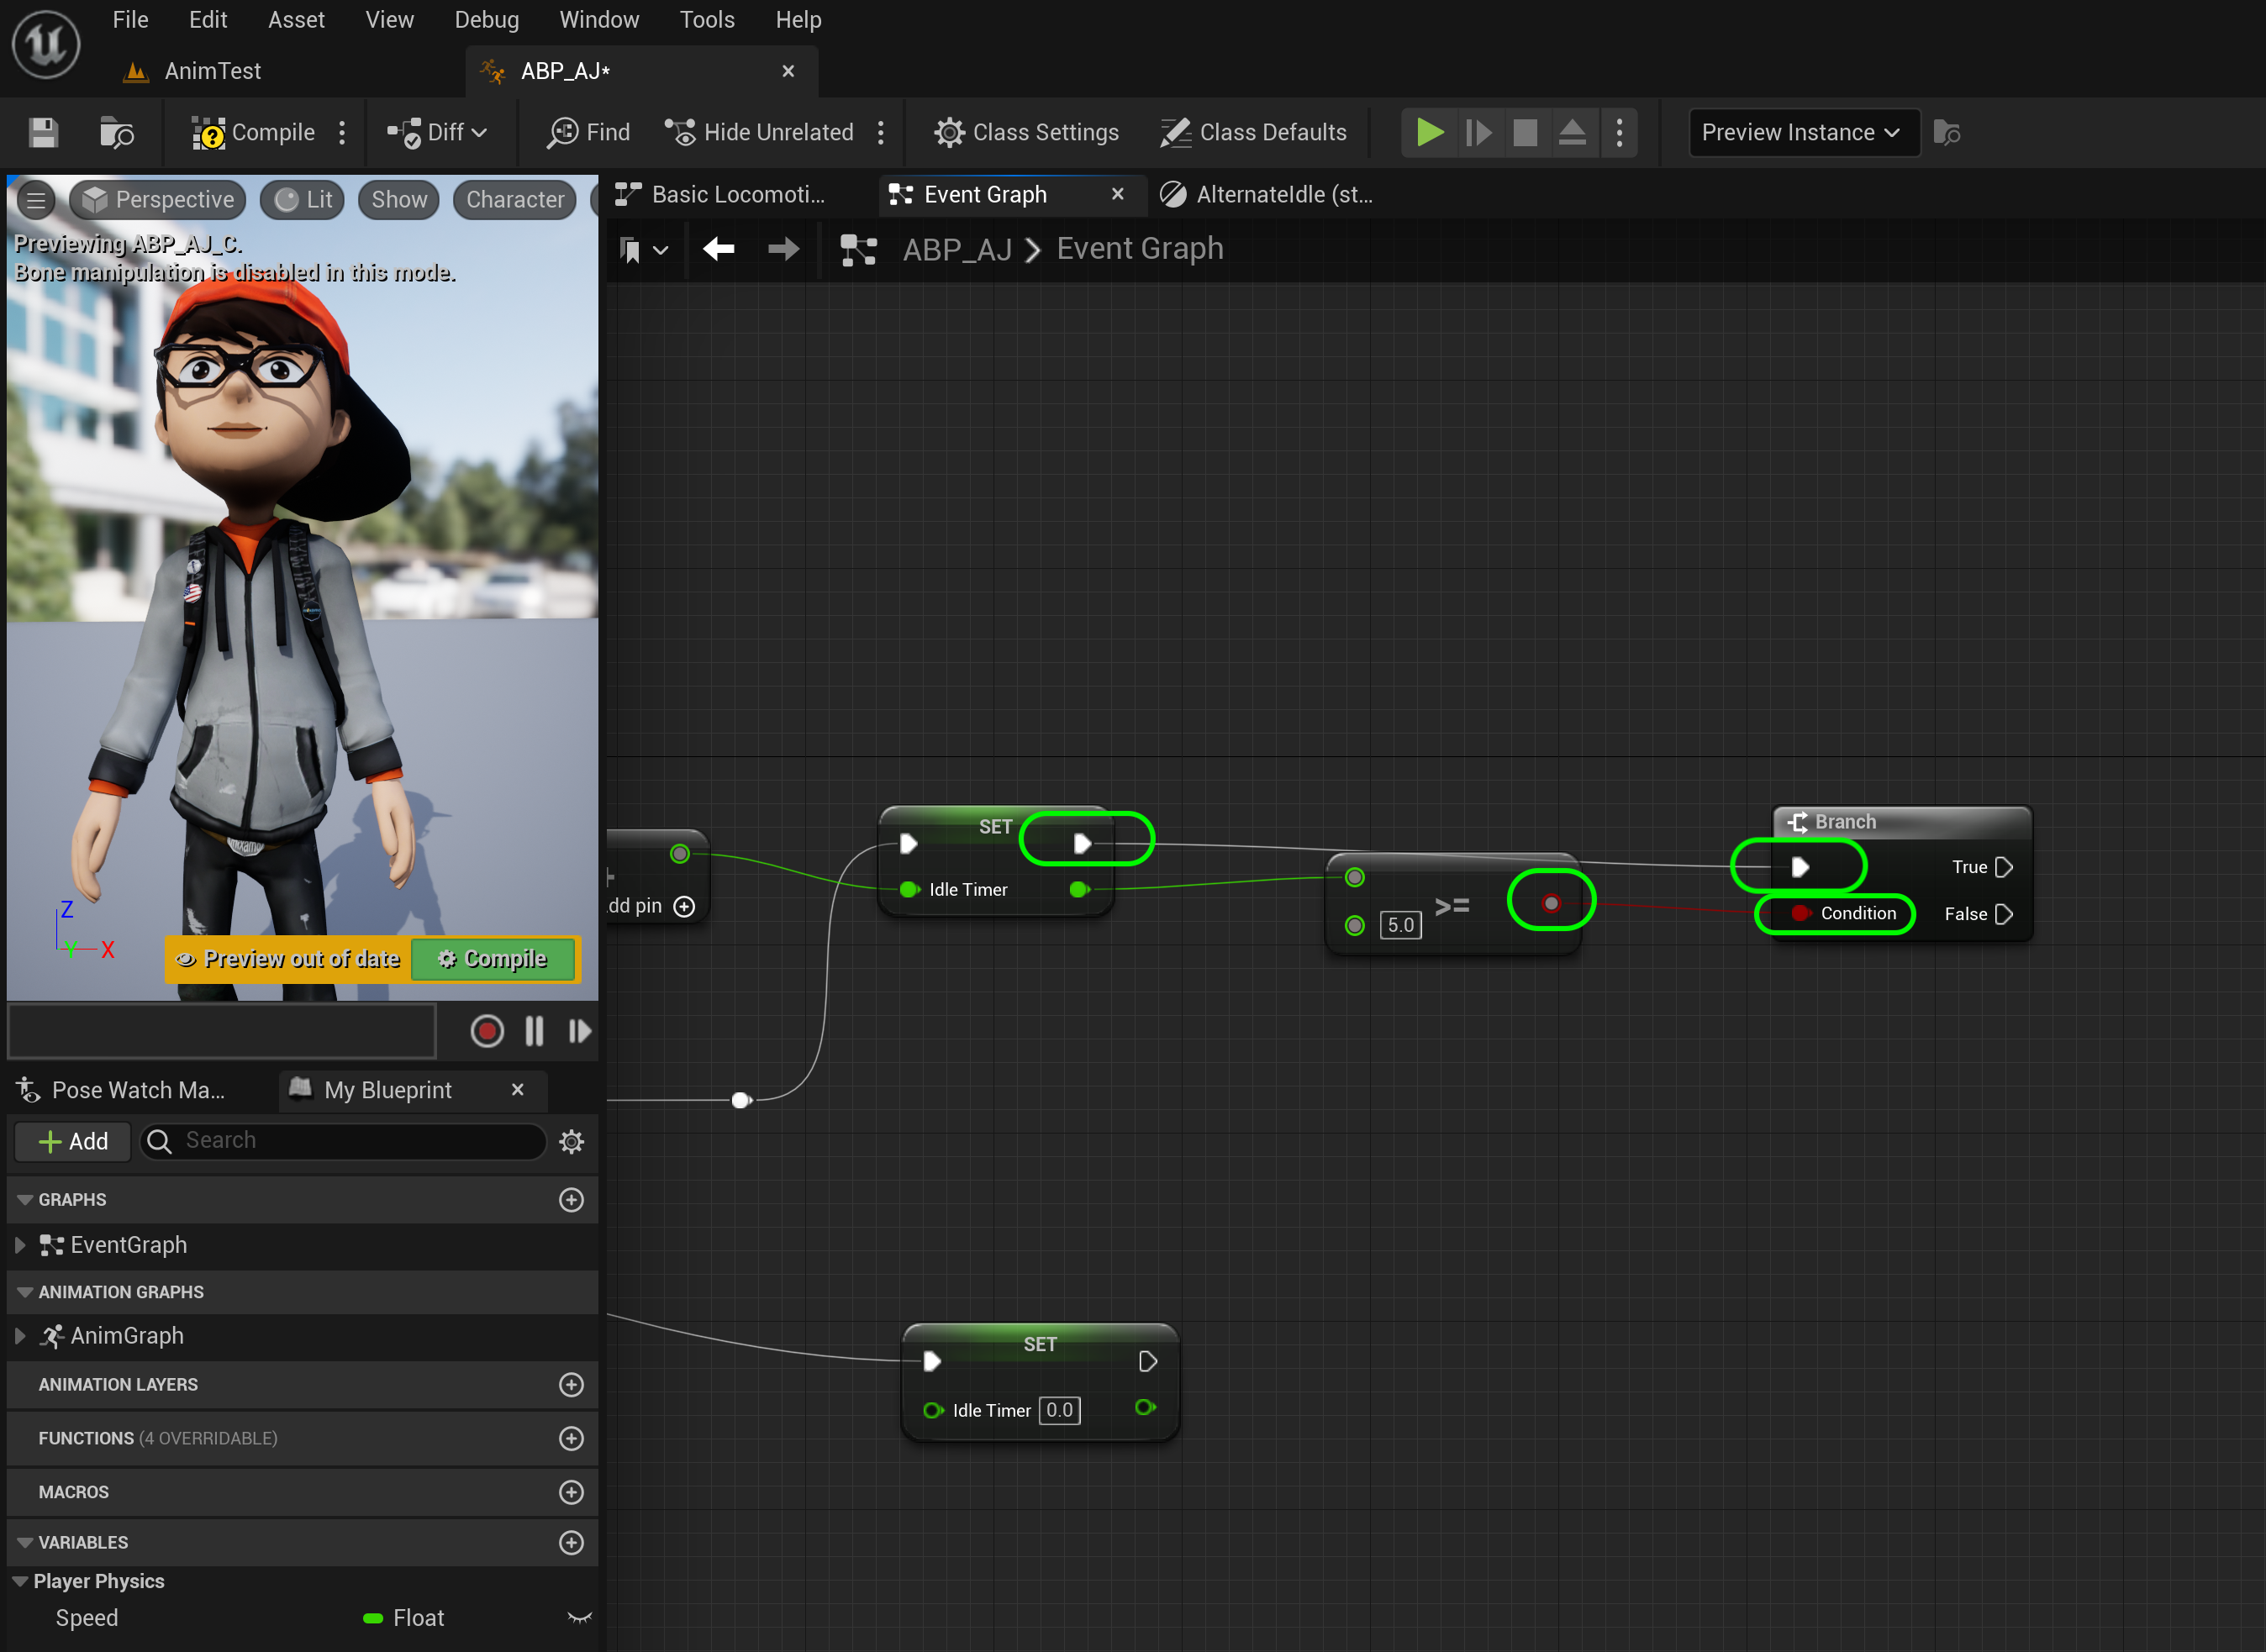 File Edit Asset View Debug Window Tools Help
AnimTest ABP_AJ*
Compile Diff Find Hide Unrelated Class Settings Class Defaults Preview Instance
Perspective Lit Show Character
Previewing ABP_AJ_C.
Bone manipulation is disabled in this mode.
Z
Y X
Preview out of date Compile
Basic Locomoti... Event Graph AlternateIdle (st...
ABP_AJ > Event Graph
dd pin
SET
Idle Timer
5.0 >=
Branch
True
Condition False
SET
Idle Timer 0.0
Pose Watch Ma... My Blueprint
Add Search
GRAPHS
EventGraph
ANIMATION GRAPHS
AnimGraph
ANIMATION LAYERS
FUNCTIONS (4 OVERRIDABLE)
MACROS
VARIABLES
Player Physics
Speed Float